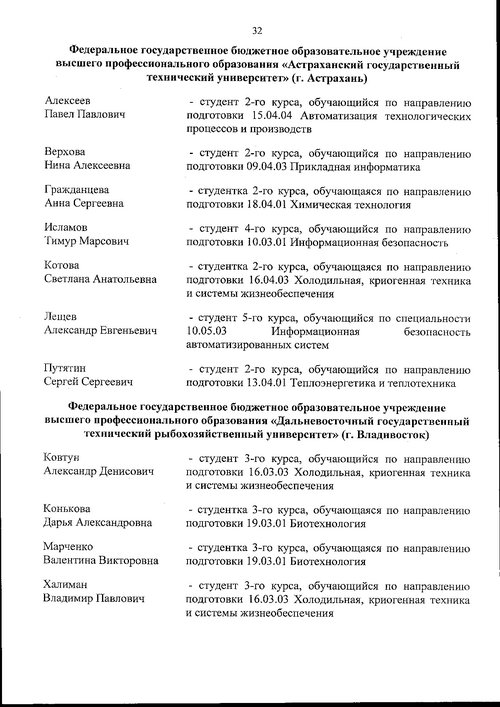 32
Федеральное государственное бюджетное образовательное учреждение
высшего профессионального образования «Астраханский государственный
технический университет» (г. Астрахань)
Алексеев - студент 2-го курса, обучающийся по направлению
Павел Павлович подготовки 15.04.04 Автоматизация технологических
процессов и производств
Верхова - студент 2-го курса, обучающийся по направлению
Нина Алексеевна подготовки 09.04.03 Прикладная информатика
Гражданцева - студентка 2-го курса, обучающаяся по направлению
Анна Сергеевна подготовки 18.04.01 Химическая технология
Исламов - студент 4-го курса, обучающийся по направлению
Тимур Марсович подготовки 10.03.01 Информационная безопасность
Котова - студентка 2-го курса, обучающаяся по направлению
Светлана Анатольевна подготовки 16.04.03 Холодильная, криогенная техника
и системы жизнеобеспечения
Лещев - студент 5-го курса, обучающийся по специальности
Александр Евгеньевич 10.05.03 Информационная безопасность
автоматизированных систем
Путятин - студент 2-го курса, обучающийся по направлению
Сергей Сергеевич подготовки 13.04.01 Теплоэнергетика и теплотехника
Федеральное государственное бюджетное образовательное учреждение
высшего профессионального образования «Дальневосточный государственный
технический рыбохозяйственный университет» (г. Владивосток)
Ковтун - студент 3-го курса, обучающийся по направлению
Александр Денисович подготовки 16.03.03 Холодильная, криогенная техника
и системы жизнеобеспечения
Конькова - студентка 3-го курса, обучающаяся по направлению
Дарья Александровна подготовки 19.03.01 Биотехнология
Марченко - студентка 3-го курса, обучающаяся по направлению
Валентина Викторовна подготовки 19.03.01 Биотехнология
Халиман - студент 3-го курса, обучающийся по направлению
Владимир Павлович подготовки 16.03.03 Холодильная, криогенная техника
и системы жизнеобеспечения